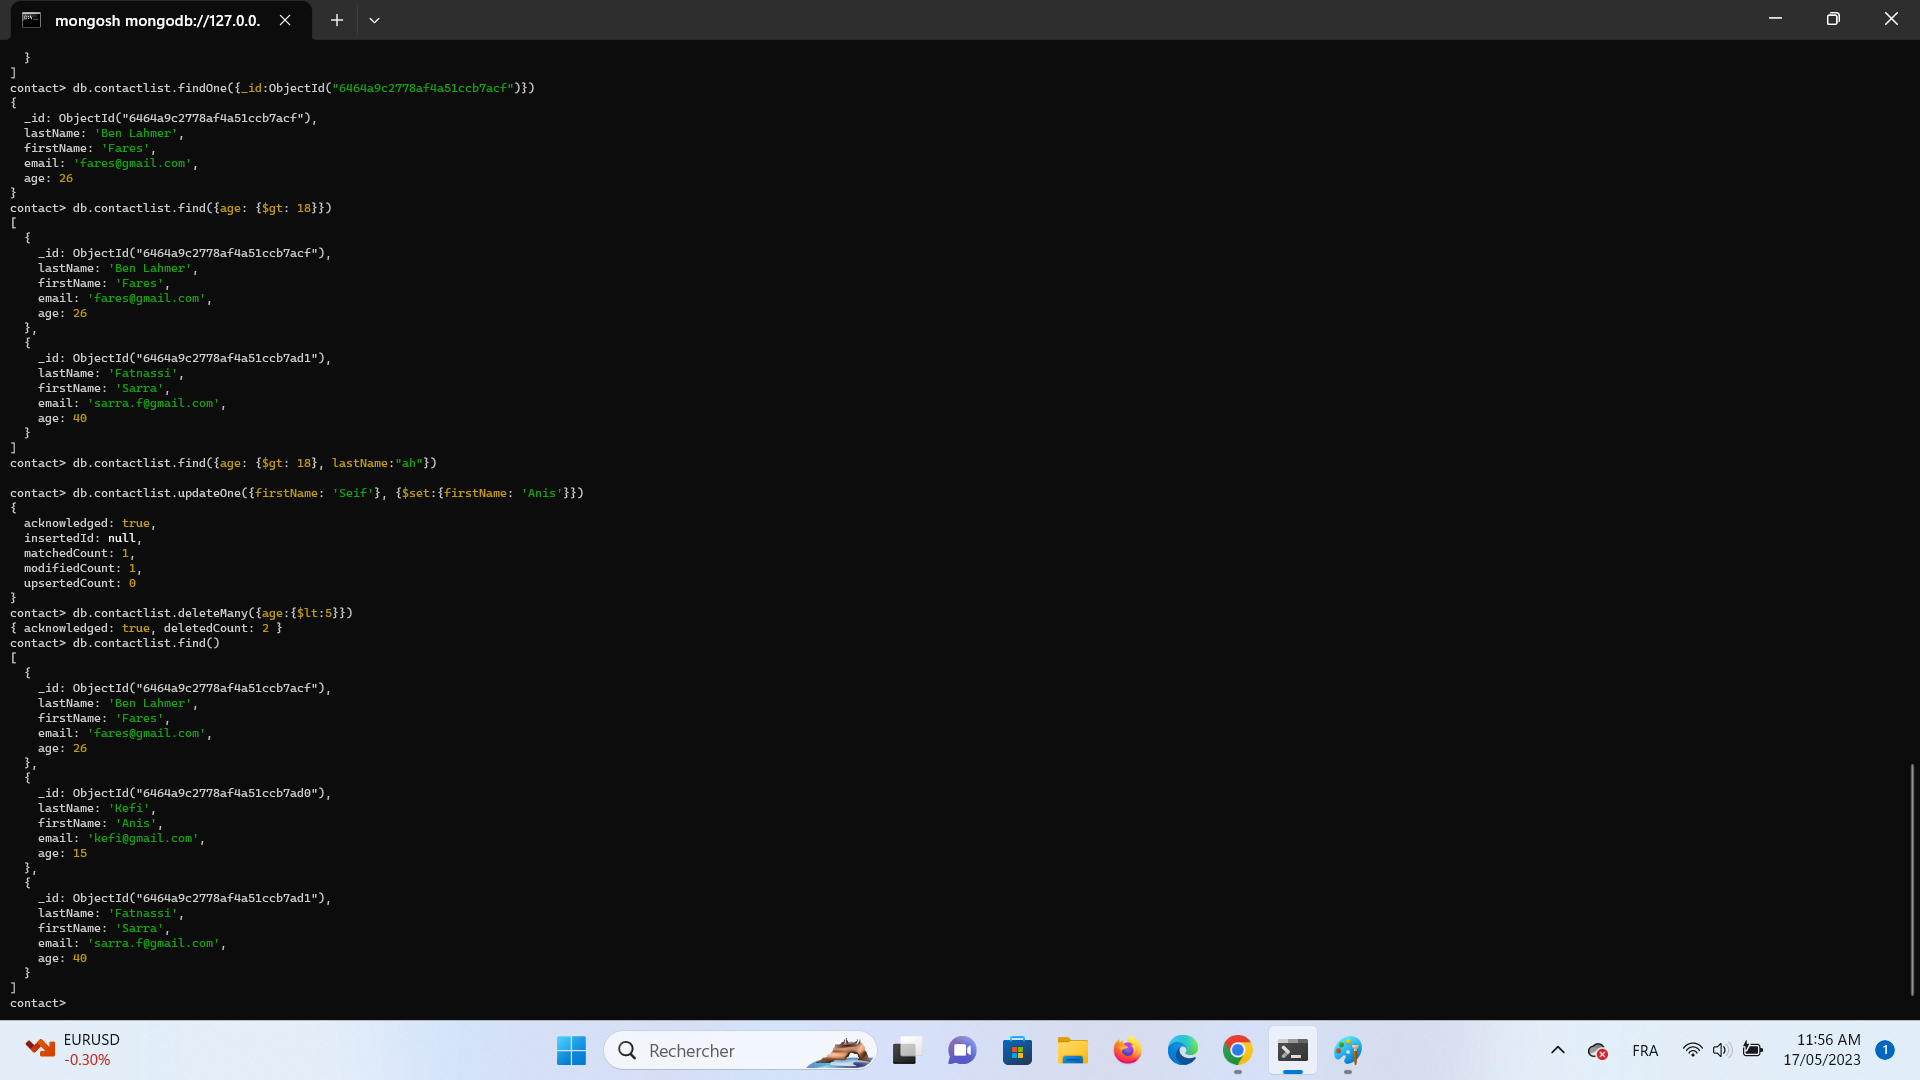 mongosh mongodb://127.0.0.
  }
]
contact> db.contactlist.findOne({_id:ObjectId("6464a9c2778af4a51ccb7acf")})
{
  _id: ObjectId("6464a9c2778af4a51ccb7acf"),
  lastName: 'Ben Lahmer',
  firstName: 'Fares',
  email: 'fares@gmail.com',
  age: 26
}
contact> db.contactlist.find({age: {$gt: 18}})
[
  {
    _id: ObjectId("6464a9c2778af4a51ccb7acf"),
    lastName: 'Ben Lahmer',
    firstName: 'Fares',
    email: 'fares@gmail.com',
    age: 26
  },
  {
    _id: ObjectId("6464a9c2778af4a51ccb7ad1"),
    lastName: 'Fatnassi',
    firstName: 'Sarra',
    email: 'sarra.f@gmail.com',
    age: 40
  }
]
contact> db.contactlist.find({age: {$gt: 18}, lastName:"ah"})

contact> db.contactlist.updateOne({firstName: 'Seif'}, {$set:{firstName: 'Anis'}})
{
  acknowledged: true,
  insertedId: null,
  matchedCount: 1,
  modifiedCount: 1,
  upsertedCount: 0
}
contact> db.contactlist.deleteMany({age:{$lt:5}})
{ acknowledged: true, deletedCount: 2 }
contact> db.contactlist.find()
[
  {
    _id: ObjectId("6464a9c2778af4a51ccb7acf"),
    lastName: 'Ben Lahmer',
    firstName: 'Fares',
    email: 'fares@gmail.com',
    age: 26
  },
  {
    _id: ObjectId("6464a9c2778af4a51ccb7ad0"),
    lastName: 'Kefi',
    firstName: 'Anis',
    email: 'kefi@gmail.com',
    age: 15
  },
  {
    _id: ObjectId("6464a9c2778af4a51ccb7ad1"),
    lastName: 'Fatnassi',
    firstName: 'Sarra',
    email: 'sarra.f@gmail.com',
    age: 40
  }
]
contact>
EURUSD
-0.30%
Rechercher
FRA
11:56 AM
17/05/2023
1